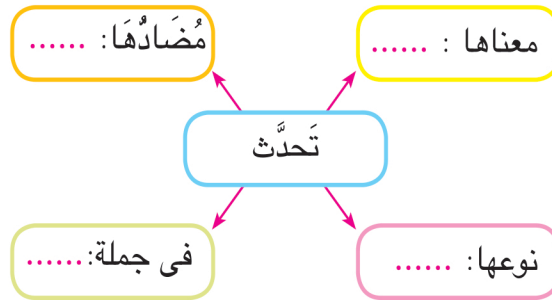 معناها : ......
مُضَادُّهَا: ......
تَحدَّث
نوعها: ......
فى جملة:......